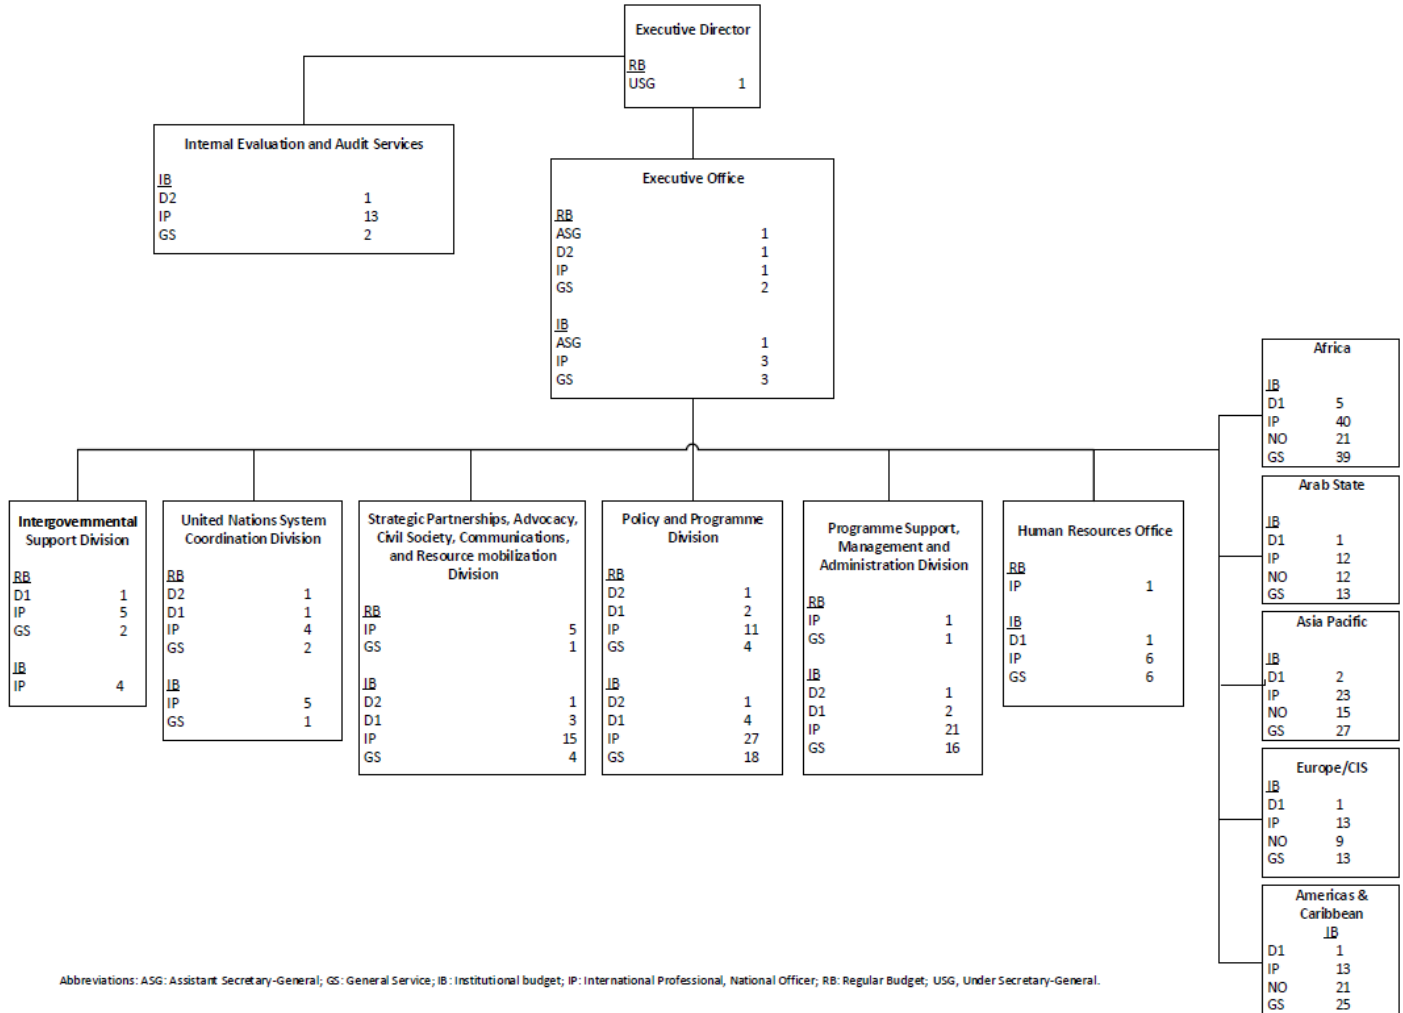 Executive Director
RB
USG 1
Internal Evaluation and Audit Services
IB
D2 1
IP 13
GS 2
Executive Office
RB
ASG 1
D2 1
IP 1
GS 2
IB
ASG 1
IP 3
GS 3
Intergovernmental
Support Division
RB
D1 1
IP 5
GS 2
IB
IP 4
United Nations System
Coordination Division
RB
D2 1
D1 1
IP 4
GS 2
IB
IP 5
GS 1
Strategic Partnerships, Advocacy,
Civil Society, Communications,
and Resource mobilization
Division
RB
IP 5
GS 1
IB
D2 1
D1 3
IP 15
GS 4
Policy and Programme
Division
RB
D2 1
D1 2
IP 11
GS 4
IB
D2 1
D1 4
IP 27
GS 18
Programme Support,
Management and
Administration Division
RB
IP 1
GS 1
IB
D2 1
D1 2
IP 21
GS 16
Human Resources Office
RB
IP 1
IB
D1 1
IP 6
GS 6
Africa
IB
D1 5
IP 40
NO 21
GS 39
Arab State
IB
D1 1
IP 12
NO 12
GS 13
Asia Pacific
IB
D1 2
IP 23
NO 15
GS 27
Europe/CIS
IB
D1 1
IP 13
NO 9
GS 13
Americas &
Caribbean
IB
D1 1
IP 13
NO 21
GS 25
Abbreviations: ASG: Assistant Secretary-General; GS: General Service; IB: Institutional budget; IP: International Professional, National Officer; RB: Regular Budget; USG, Under Secretary-General.